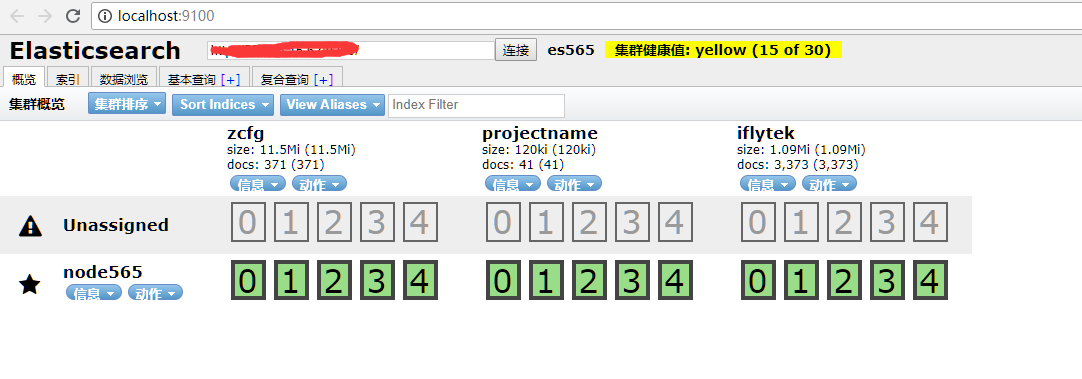 localhost:9100
Elasticsearch 连接 es565 集群健康值: yellow (15 of 30)
概览 索引 数据浏览 基本查询 [+] 复合查询 [+]
集群概览 集群排序 Sort Indices View Aliases Index Filter
zcfg projectname iflytek
size: 11.5Mi (11.5Mi) size: 120ki (120ki) size: 1.09Mi (1.09Mi)
docs: 371 (371) docs: 41 (41) docs: 3,373 (3,373)
信息 动作 信息 动作 信息 动作
Unassigned 0 1 2 3 4 0 1 2 3 4 0 1 2 3 4
node565 0 1 2 3 4 0 1 2 3 4 0 1 2 3 4
信息 动作